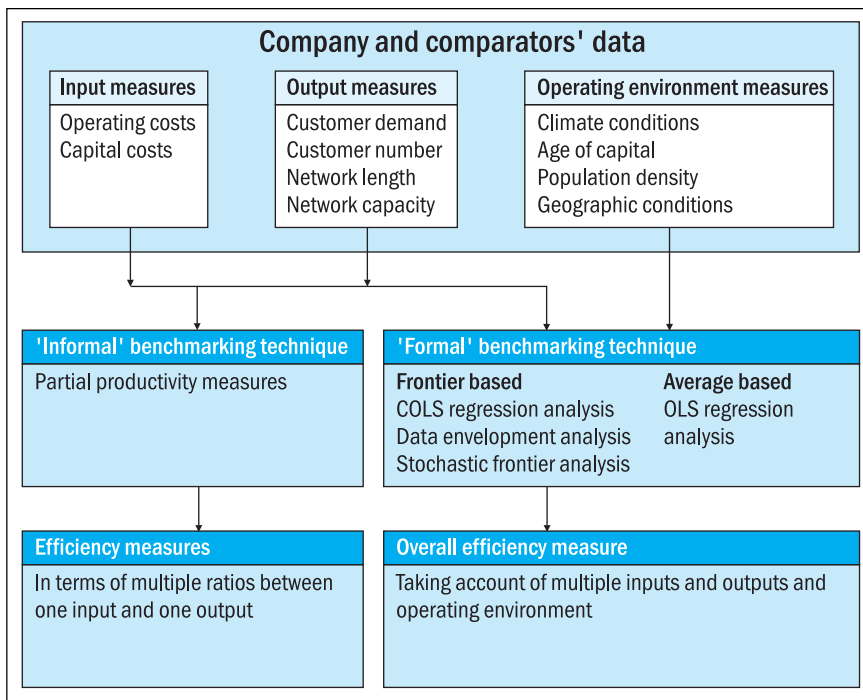 Company and comparators' data
Input measures
Operating costs
Capital costs
Output measures
Customer demand
Customer number
Network length
Network capacity
Operating environment measures
Climate conditions
Age of capital
Population density
Geographic conditions
'Informal' benchmarking technique
Partial productivity measures
'Formal' benchmarking technique
Frontier based
COLS regression analysis
Data envelopment analysis
Stochastic frontier analysis
Average based
OLS regression
analysis
Efficiency measures
In terms of multiple ratios between
one input and one output
Overall efficiency measure
Taking account of multiple inputs and outputs and
operating environment